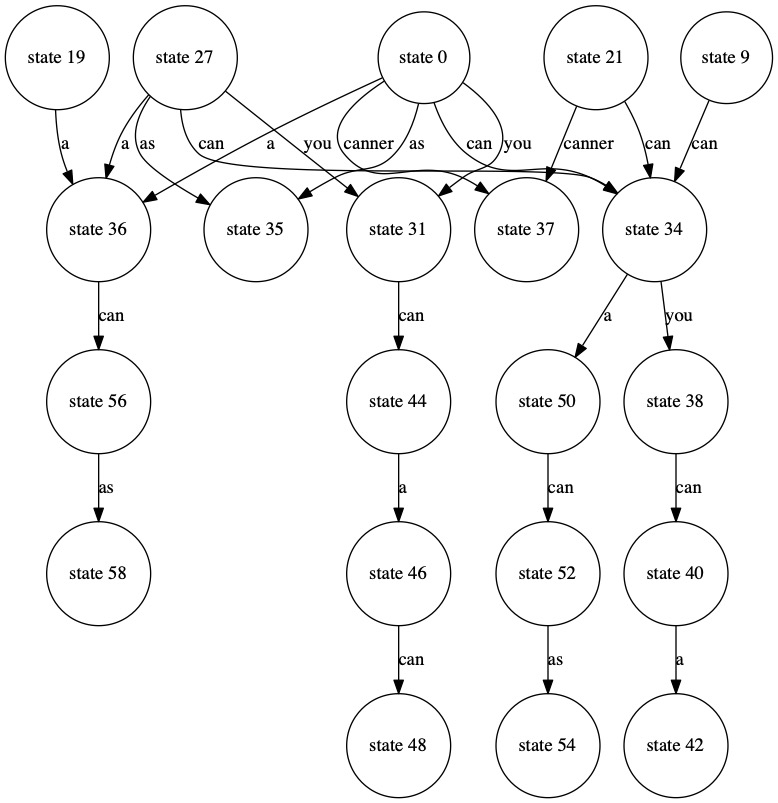 state 19
state 27
state 0
state 21
state 9
a
a
as
can
you
a
canner
as
can
you
canner
can
can
state 36
state 35
state 31
state 37
state 34
can
can
a
you
state 56
state 44
state 50
state 38
as
a
can
can
state 58
state 46
state 52
state 40
can
as
a
state 48
state 54
state 42